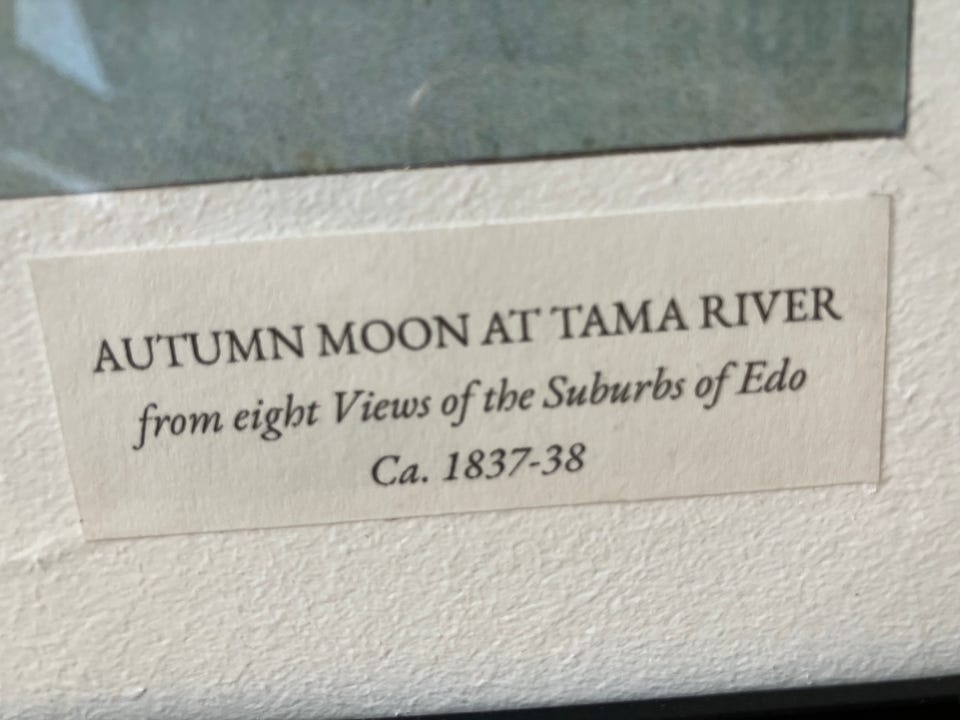 AUTUMN MOON AT TAMA RIVER
from eight Views of the Suburbs of Edo
Ca. 1837-38